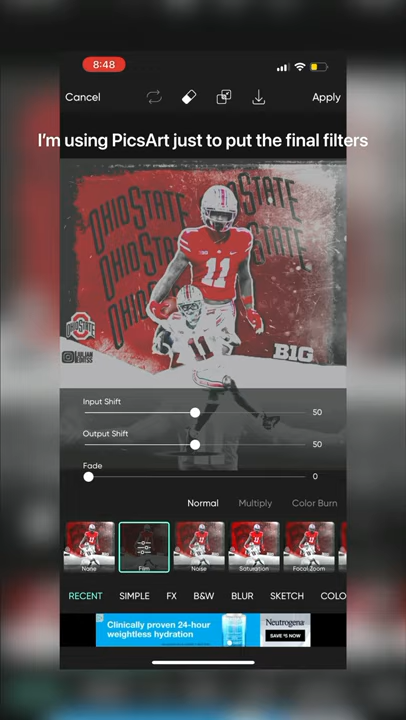 8:48
Cancel
Apply
I'm using PicsArt just to put the final filters
OHIO STATE
STATE
OHIO STATE
STATE
OHIO STATE
11
11
OHIO STATE
BIG
Input Shift
50
Output Shift
50
Fade
0
Normal
Multiply
Color Burn
None
Film
Noise
Saturation
Focal Zoom
RECENT
SIMPLE
FX
B&W
BLUR
SKETCH
COLO
Clinically proven 24-hour
weightless hydration
Neutrogena
SAVE $5 NOW